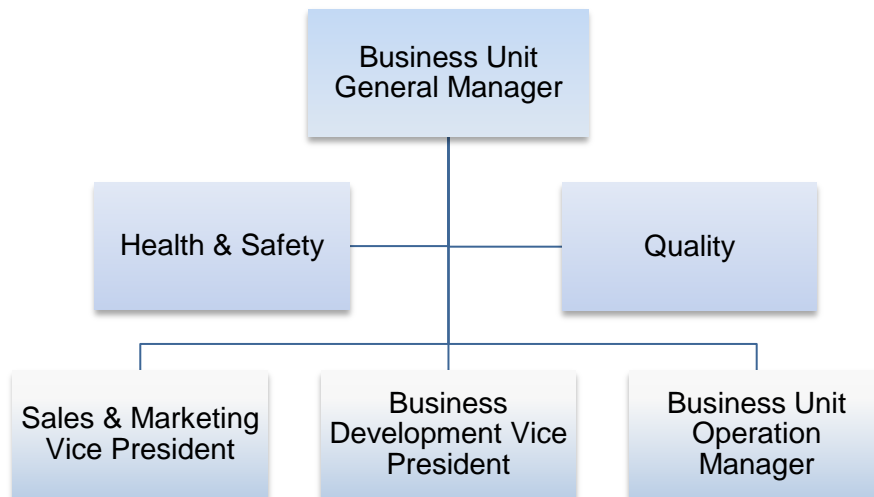 Business Unit
General Manager
Health & Safety
Quality
Sales & Marketing
Vice President
Business
Development Vice
President
Business Unit
Operation
Manager